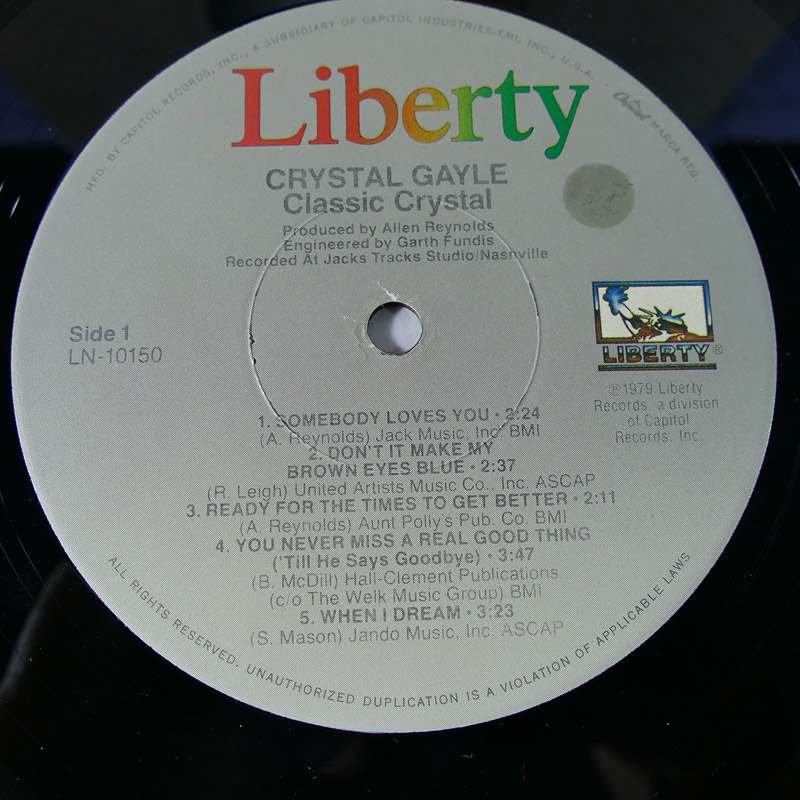 MFD. BY CAPITOL RECORDS, INC., A SUBSIDIARY OF CAPITOL INDUSTRIES-EMI, INC., U.S.A. • Capitol MARCA REG.
Liberty
CRYSTAL GAYLE
Classic Crystal
Produced by Allen Reynolds
Engineered by Garth Fundis
Recorded At Jacks Tracks Studio/Nashville
Side 1
LN-10150
LIBERTY®
℗1979 Liberty
Records, a division
of Capitol
Records, Inc.
1. SOMEBODY LOVES YOU • 2:24
(A. Reynolds) Jack Music, Inc. BMI
2. DON'T IT MAKE MY
BROWN EYES BLUE • 2:37
(R. Leigh) United Artists Music Co., Inc. ASCAP
3. READY FOR THE TIMES TO GET BETTER • 2:11
(A. Reynolds) Aunt Polly's Pub. Co. BMI
4. YOU NEVER MISS A REAL GOOD THING
('Till He Says Goodbye) • 3:47
(B. McDill) Hall-Clement Publications
(c/o The Welk Music Group) BMI
5. WHEN I DREAM • 3:23
(S. Mason) Jando Music, Inc. ASCAP
ALL RIGHTS RESERVED. UNAUTHORIZED DUPLICATION IS A VIOLATION OF APPLICABLE LAWS